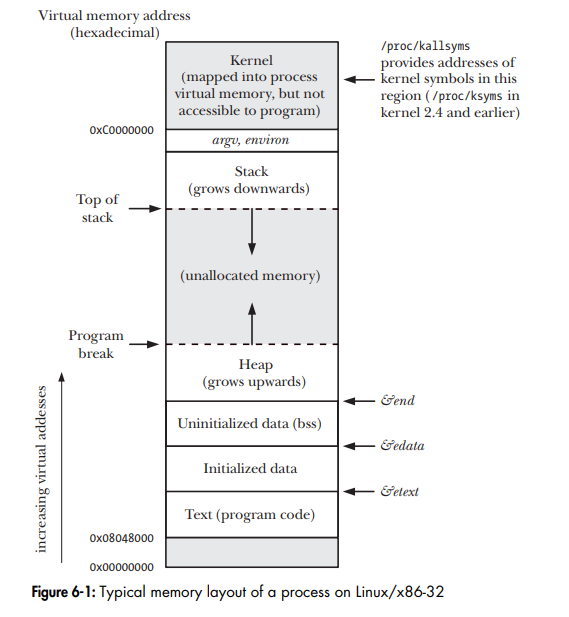 Virtual memory address
(hexadecimal)
Kernel
(mapped into process
virtual memory, but not
accessible to program)
/proc/kallsyms
provides addresses of
kernel symbols in this
region (/proc/ksyms in
kernel 2.4 and earlier)
0xC0000000
argv, environ
Stack
(grows downwards)
Top of
stack
(unallocated memory)
Program
break
Heap
(grows upwards)
&end
Uninitialized data (bss)
&edata
Initialized data
&etext
Text (program code)
0x08048000
0x00000000
increasing virtual addesses
Figure 6-1: Typical memory layout of a process on Linux/x86-32